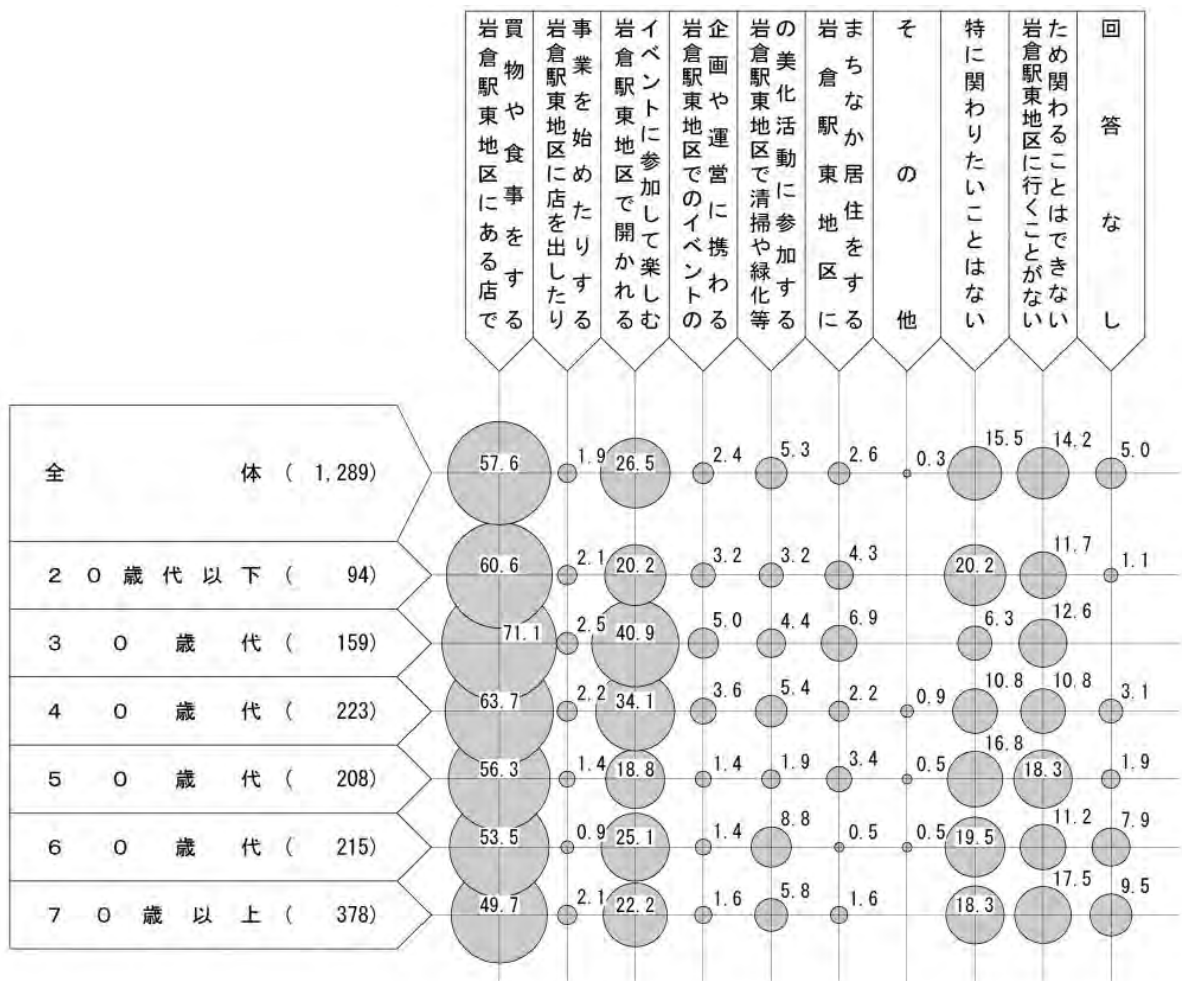 岩倉駅東地区にある店で
買物や食事をする
岩倉駅東地区に店を出したり
事業を始めたりする
岩倉駅東地区で開かれる
イベントに参加して楽しむ
岩倉駅東地区でのイベントの
企画や運営に携わる
岩倉駅東地区で清掃や緑化等
の美化活動に参加する
岩倉駅東地区に
まちなか居住をする
その他
特に関わりたいことはない
岩倉駅東地区に行くことがない
ため関わることはできない
回答なし
全体( 1,289) 57.6 1.9 26.5 2.4 5.3 2.6 0.3 15.5 14.2 5.0
20歳代以下( 94) 60.6 2.1 20.2 3.2 3.2 4.3 20.2 11.7 1.1
30歳代( 159) 71.1 2.5 40.9 5.0 4.4 6.9 6.3 12.6
40歳代( 223) 63.7 2.2 34.1 3.6 5.4 2.2 0.9 10.8 10.8 3.1
50歳代( 208) 56.3 1.4 18.8 1.4 1.9 3.4 0.5 16.8 18.3 1.9
60歳代( 215) 53.5 0.9 25.1 1.4 8.8 0.5 0.5 19.5 11.2 7.9
70歳以上( 378) 49.7 2.1 22.2 1.6 5.8 1.6 18.3 17.5 9.5